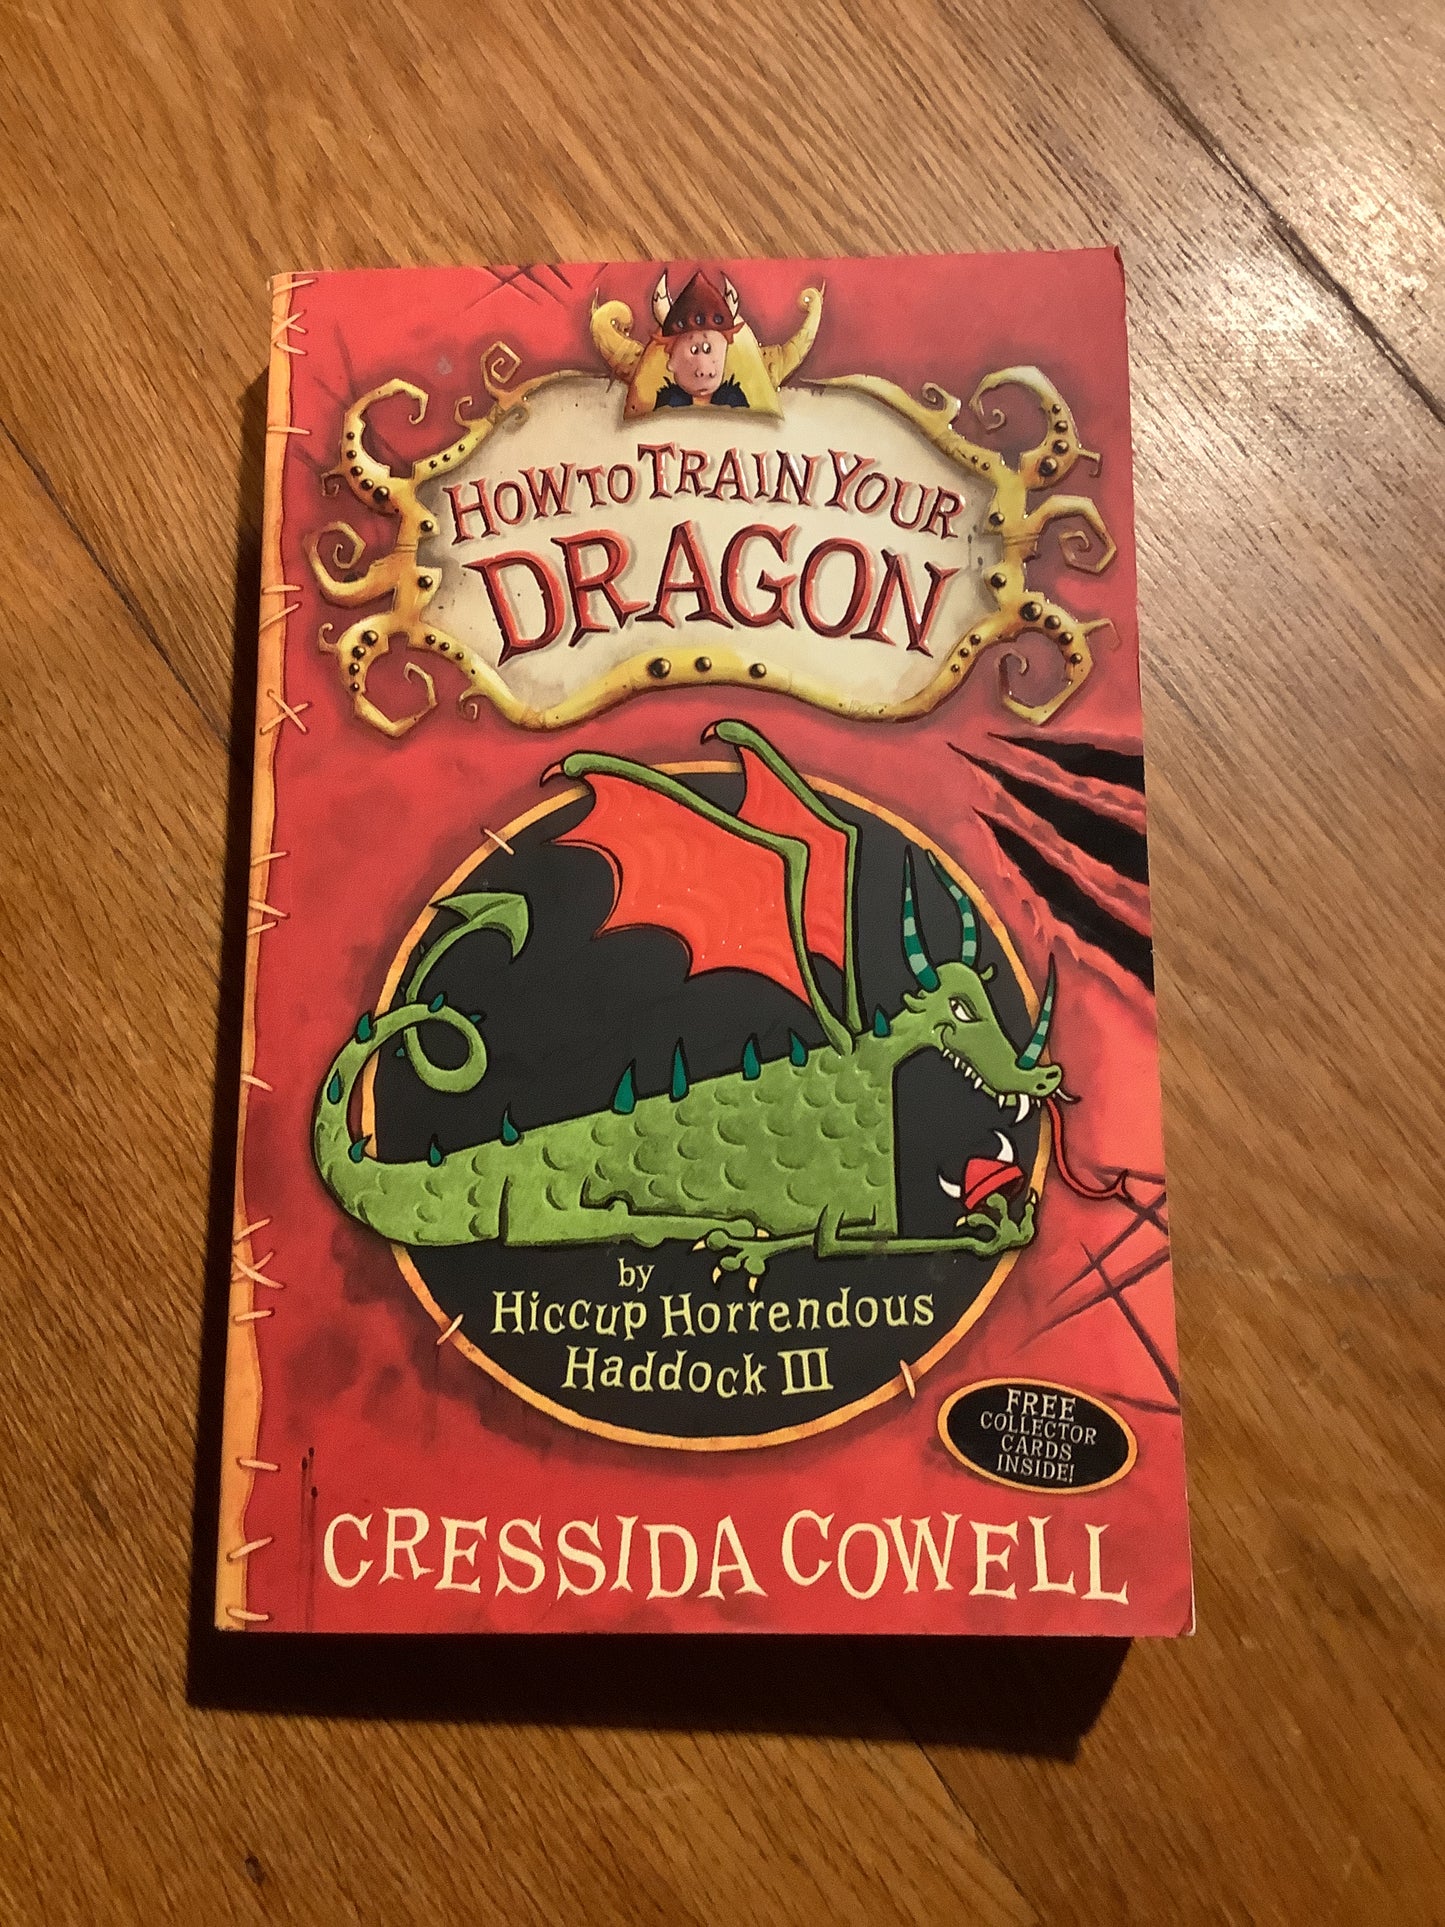 HOW TO TRAIN YOUR
DRAGON
by
Hiccup Horrendous
Haddock III
FREE
COLLECTOR
CARDS
INSIDE!
CRESSIDA COWELL